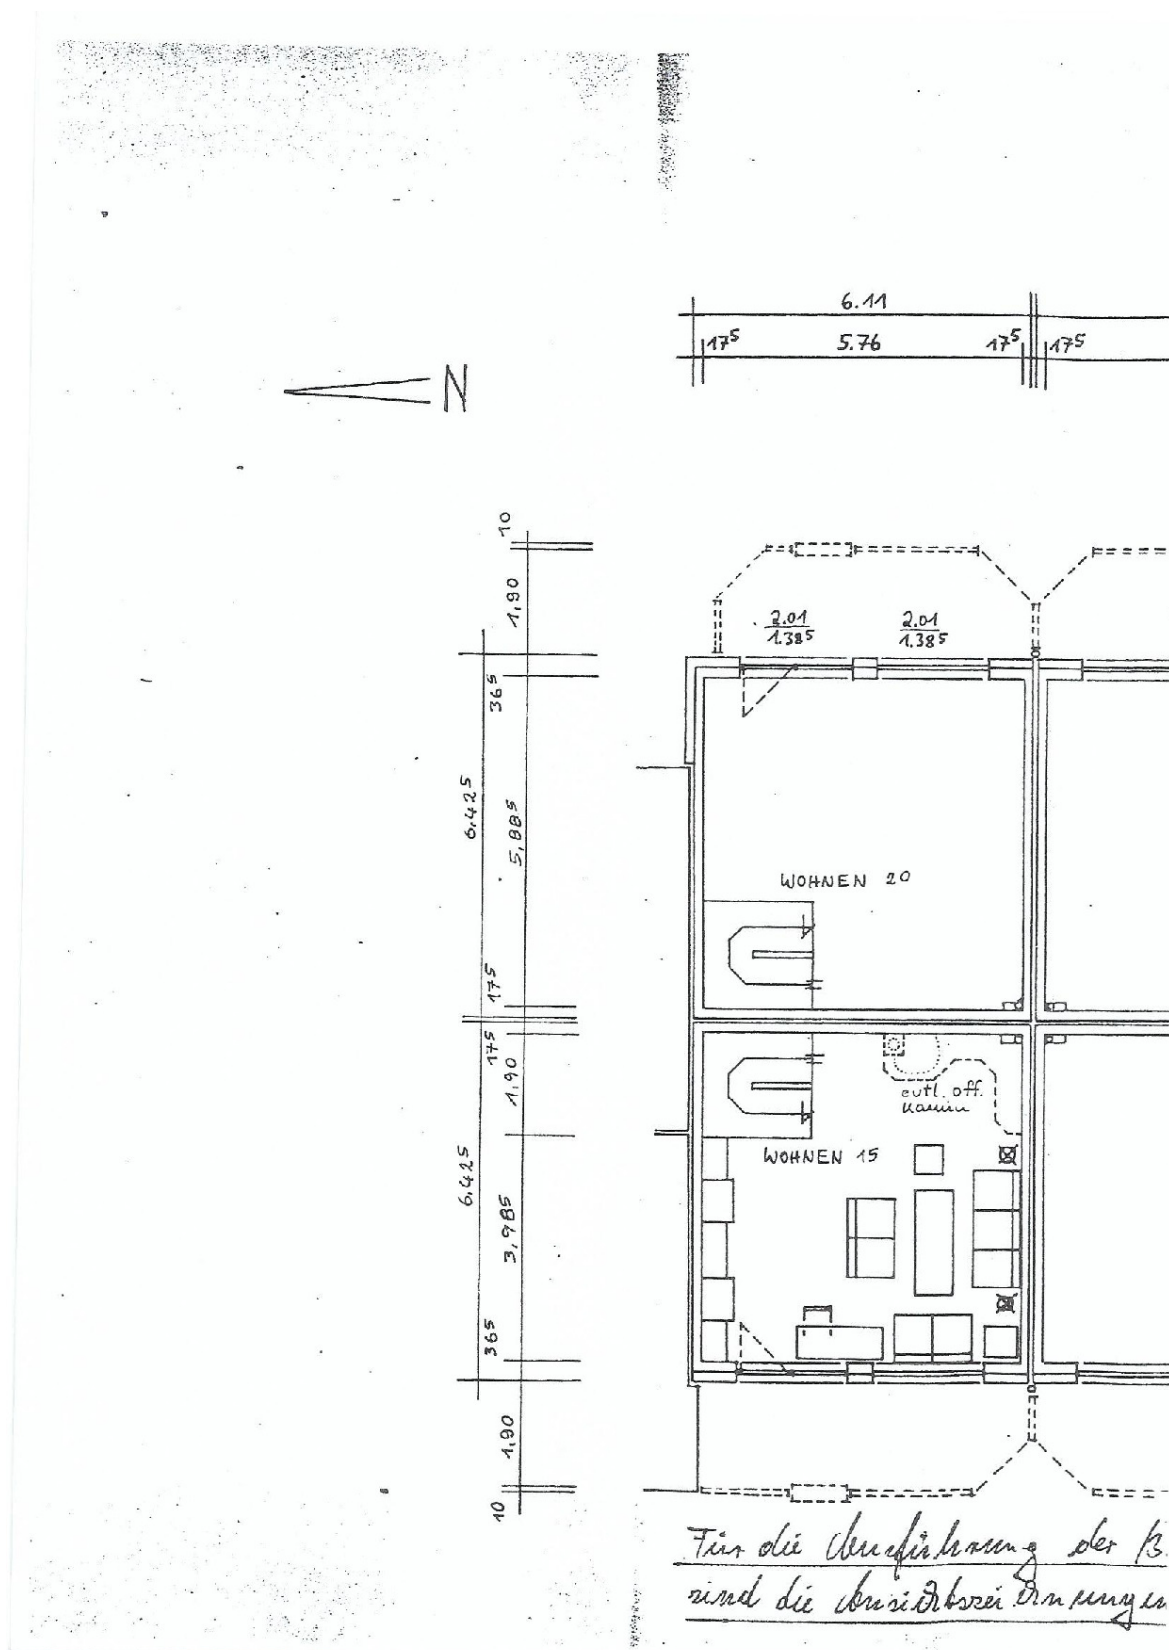 6.11
17⁵ 5.76 17⁵ 17⁵
N
10
1,90
2.01 2.01
1.38⁵ 1.38⁵
36⁵
6.42⁵
5,88⁵
WOHNEN 20
17⁵
17⁵
1,90
evtl. off.
Kamin
WOHNEN 15
6.42⁵
3,98⁵
36⁵
1,90
10
Für die Ausführung der B
sind die Ansichtszeichnungen